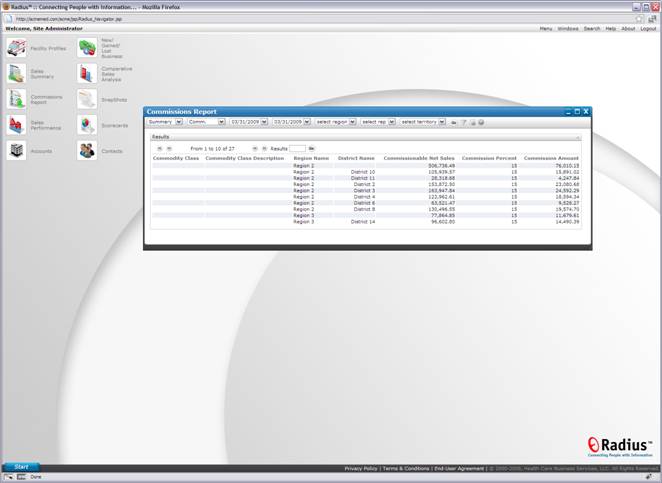 Radius™ :: Connecting People with Information... - Mozilla Firefox
http://acmemed.com/acme/jsp/Radius_Navigator.jsp
Welcome, Site Administrator
Menu Windows Search Help About Logout
Facility Profiles
New/
Gained/
Lost
Business
Sales
Summary
Comparative
Sales
Analysis
Commissions
Report
SnapShots
Sales
Performance
Scorecards
Accounts
Contacts
Commissions Report
Summary Comm. 03/31/2009 03/31/2009 select region select rep select territory
Results
From 1 to 10 of 27 Results
Commodity Class Commodity Class Description Region Name District Name Commissionable Net Sales Commission Percent Commission Amount
Region 2 506,736.49 15 76,010.15
Region 2 District 10 105,939.57 15 15,891.02
Region 2 District 11 28,318.68 15 4,247.84
Region 2 District 2 153,872.50 15 23,080.68
Region 2 District 3 163,947.84 15 24,592.29
Region 2 District 4 123,962.61 15 18,594.34
Region 2 District 6 63,521.47 15 9,528.27
Region 2 District 8 130,496.55 15 19,574.70
Region 3 77,864.85 15 11,679.61
Region 3 District 14 96,602.80 15 14,490.39
Radius™
Connecting People with Information
Start
Privacy Policy | Terms & Conditions | End-User Agreement | © 2000-2008, Health Care Business Services, LLC. All Rights Reserved.
Done